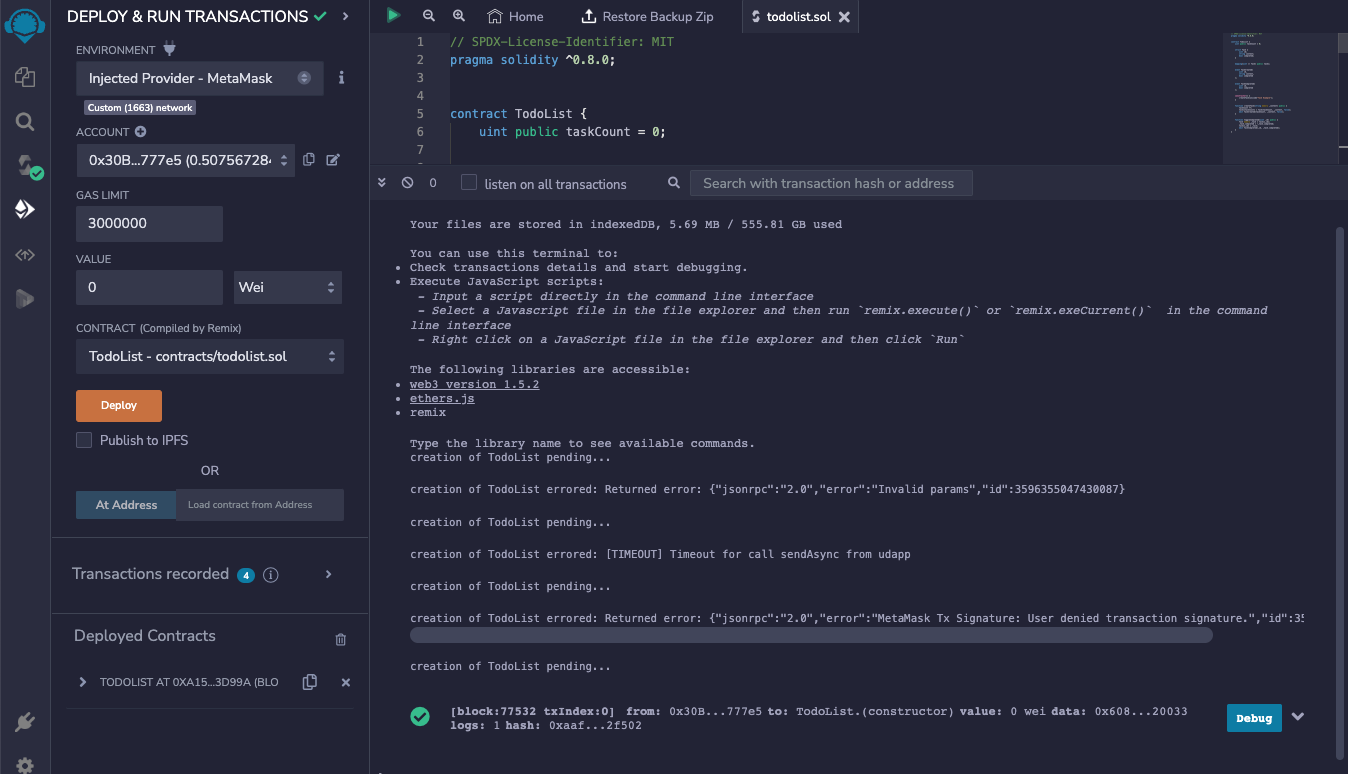 DEPLOY & RUN TRANSACTIONS
ENVIRONMENT
Injected Provider - MetaMask
Custom (1663) network
ACCOUNT
0x30B...777e5 (0.50756728
GAS LIMIT
3000000
VALUE
0
Wei
CONTRACT (Compiled by Remix)
TodoList - contracts/todolist.sol
Deploy
Publish to IPFS
OR
At Address
Load contract from Address
Transactions recorded 4
Deployed Contracts
TODOLIST AT 0XA15...3D99A (BLO
Home
Restore Backup Zip
todolist.sol
1 // SPDX-License-Identifier: MIT
2 pragma solidity ^0.8.0;
3
4
5 contract TodoList {
6 uint public taskCount = 0;
7
0
listen on all transactions
Search with transaction hash or address
Your files are stored in indexedDB, 5.69 MB / 555.81 GB used
You can use this terminal to:
• Check transactions details and start debugging.
• Execute JavaScript scripts:
- Input a script directly in the command line interface
- Select a Javascript file in the file explorer and then run `remix.execute()` or `remix.exeCurrent()` in the command
line interface
- Right click on a JavaScript file in the file explorer and then click `Run`
The following libraries are accessible:
• web3 version 1.5.2
• ethers.js
• remix
Type the library name to see available commands.
creation of TodoList pending...
creation of TodoList errored: Returned error: {"jsonrpc":"2.0","error":"Invalid params","id":3596355047430087}
creation of TodoList pending...
creation of TodoList errored: [TIMEOUT] Timeout for call sendAsync from udapp
creation of TodoList pending...
creation of TodoList errored: Returned error: {"jsonrpc":"2.0","error":"MetaMask Tx Signature: User denied transaction signature.","id":35
creation of TodoList pending...
[block:77532 txIndex:0] from: 0x30B...777e5 to: TodoList.(constructor) value: 0 wei data: 0x608...20033
logs: 1 hash: 0xaaf...2f502
Debug